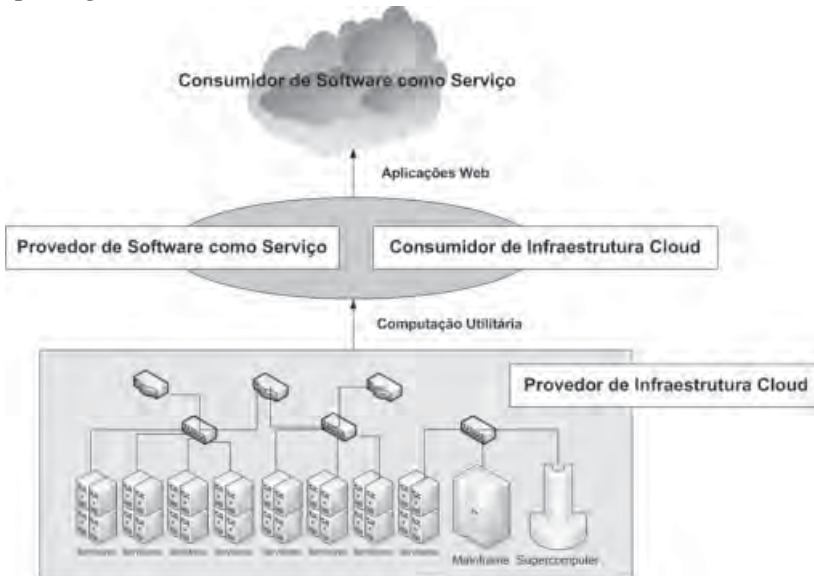 Consumidor de Software como Serviço
Aplicações Web
Provedor de Software como Serviço
Consumidor de Infraestrutura Cloud
Computação Utilitária
Provedor de Infraestrutura Cloud
Mainframe Supercomputer